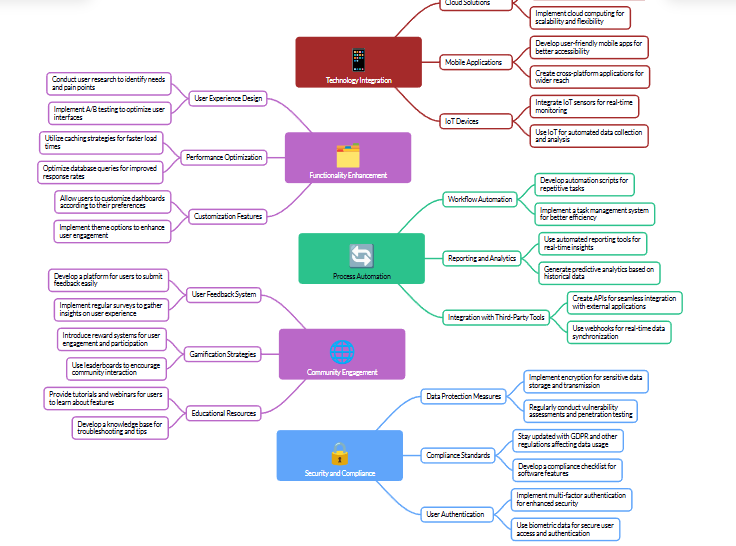 Cloud Solutions
Implement cloud computing for
scalability and flexibility
Technology Integration
Mobile Applications
Develop user-friendly mobile apps for
better accessibility
Create cross-platform applications for
wider reach
IoT Devices
Integrate IoT sensors for real-time
monitoring
Use IoT for automated data collection
and analysis
Conduct user research to identify needs
and pain points
Implement A/B testing to optimize user
interfaces
User Experience Design
Utilize caching strategies for faster load
times
Optimize database queries for improved
response rates
Performance Optimization
Functionality Enhancement
Allow users to customize dashboards
according to their preferences
Implement theme options to enhance
user engagement
Customization Features
Process Automation
Workflow Automation
Develop automation scripts for
repetitive tasks
Implement a task management system
for better efficiency
Reporting and Analytics
Use automated reporting tools for
real-time insights
Generate predictive analytics based on
historical data
Integration with Third-Party Tools
Create APIs for seamless integration
with external applications
Use webhooks for real-time data
synchronization
Develop a platform for users to submit
feedback easily
Implement regular surveys to gather
insights on user experience
User Feedback System
Introduce reward systems for user
engagement and participation
Use leaderboards to encourage
community interaction
Gamification Strategies
Community Engagement
Provide tutorials and webinars for users
to learn about features
Develop a knowledge base for
troubleshooting and tips
Educational Resources
Security and Compliance
Data Protection Measures
Implement encryption for sensitive data
storage and transmission
Regularly conduct vulnerability
assessments and penetration testing
Compliance Standards
Stay updated with GDPR and other
regulations affecting data usage
Develop a compliance checklist for
software features
User Authentication
Implement multi-factor authentication
for enhanced security
Use biometric data for secure user
access and authentication